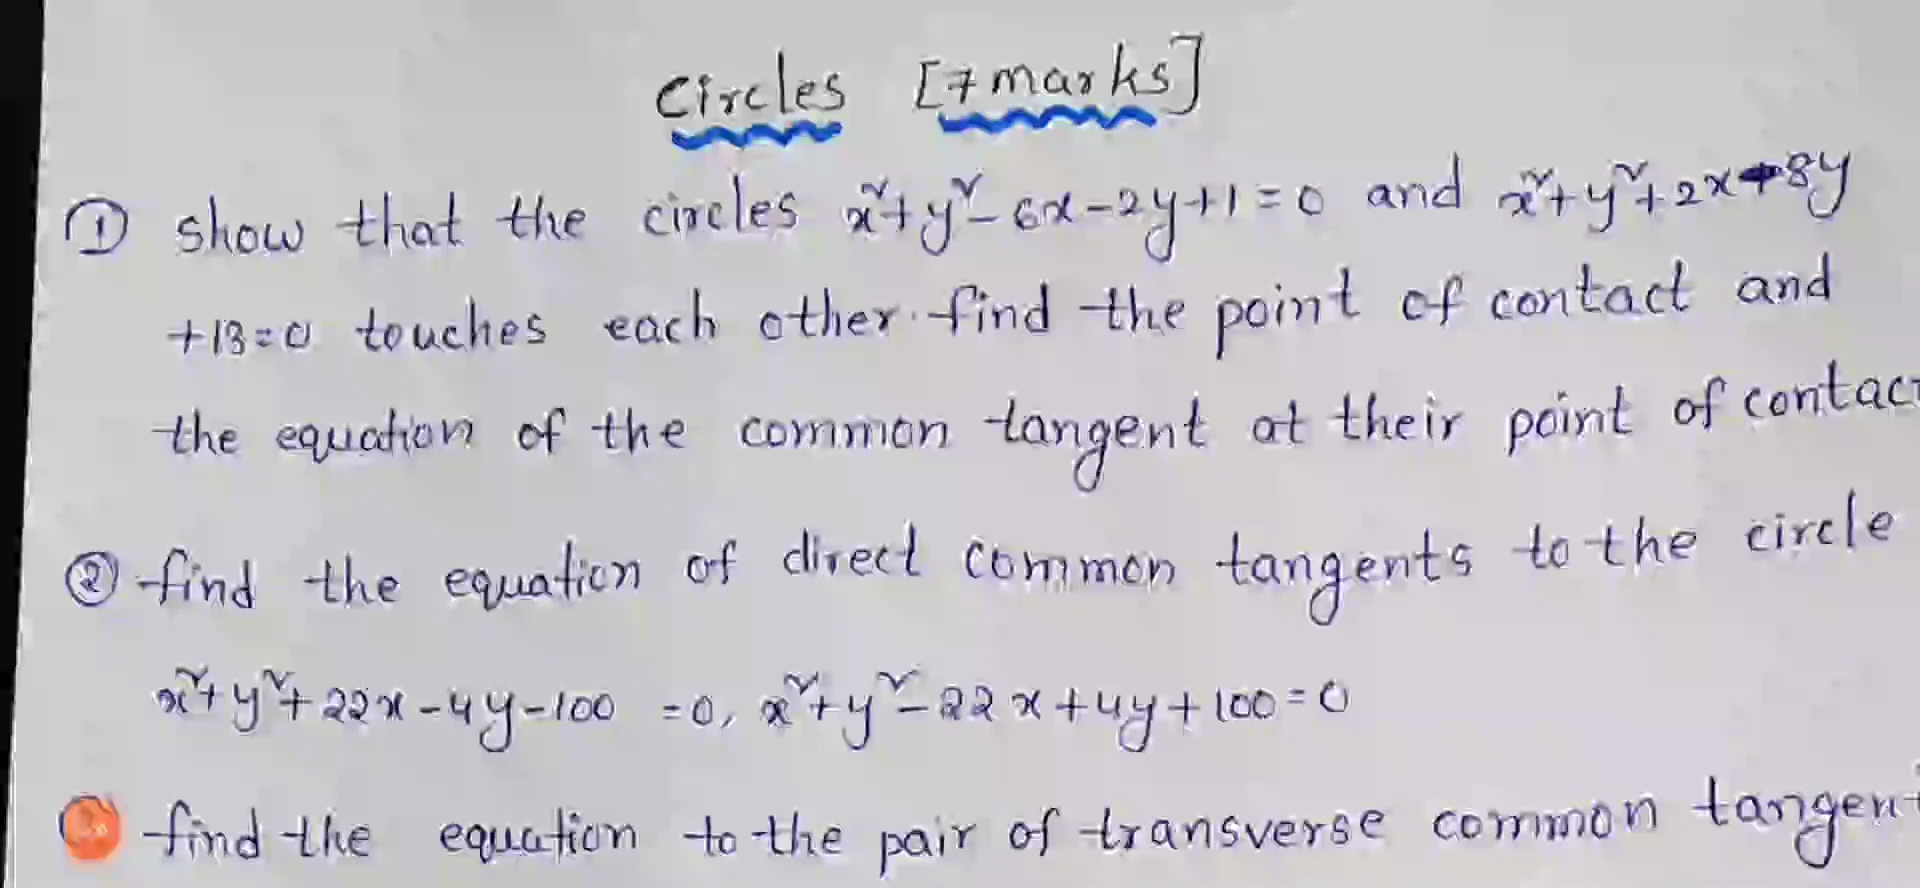 Circles [7 marks]
① show that the circles x²+y²-6x-2y+1=0 and x²+y²+2x-8y
+13=0 touches each other. find the point of contact and
the equation of the common tangent at their point of contact
② find the equation of direct common tangents to the circle
x²+y²+22x-4y-100=0, x²+y²-22x+4y+100=0
find the equation to the pair of transverse common tangent